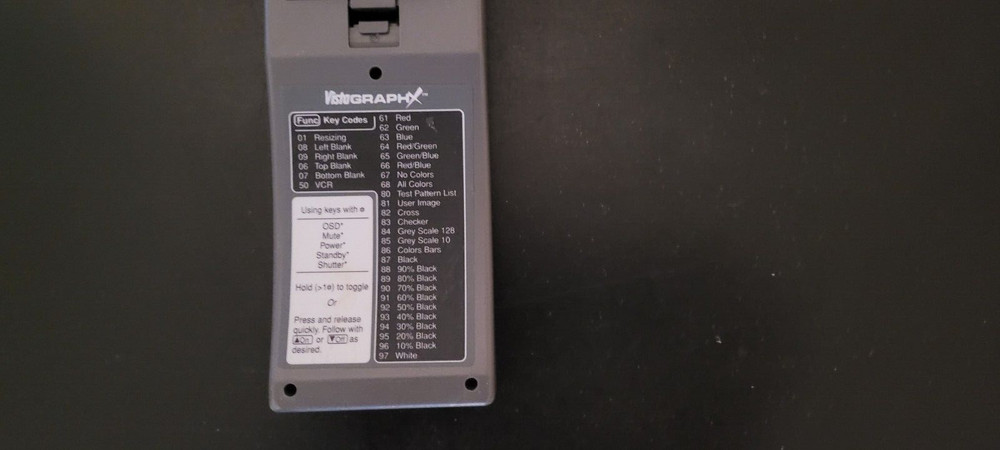 VistaGRAPHX™
Func Key Codes
01 Resizing
08 Left Blank
09 Right Blank
06 Top Blank
07 Bottom Blank
50 VCR
Using keys with ✲
OSD*
Mute*
Power*
Standby*
Shutter*
Hold (>1✲) to toggle
Or
Press and release
quickly. Follow with
▲On or ▼Off as
desired.
61 Red
62 Green
63 Blue
64 Red/Green
65 Green/Blue
66 Red/Blue
67 No Colors
68 All Colors
80 Test Pattern List
81 User Image
82 Cross
83 Checker
84 Grey Scale 128
85 Grey Scale 10
86 Colors Bars
87 Black
88 90% Black
89 80% Black
90 70% Black
91 60% Black
92 50% Black
93 40% Black
94 30% Black
95 20% Black
96 10% Black
97 White